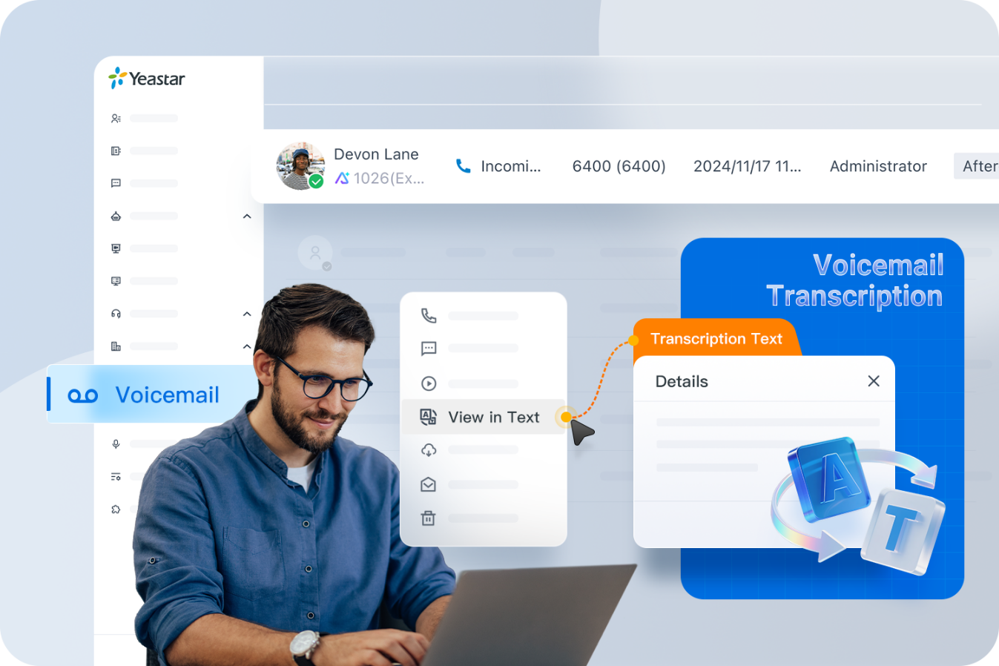 Yeastar
Devon Lane
1026(Ex...
Incomi...
6400 (6400)
2024/11/17 11...
Administrator
After
Voicemail
Transcription
Transcription Text
Details
Voicemail
View in Text
A
T